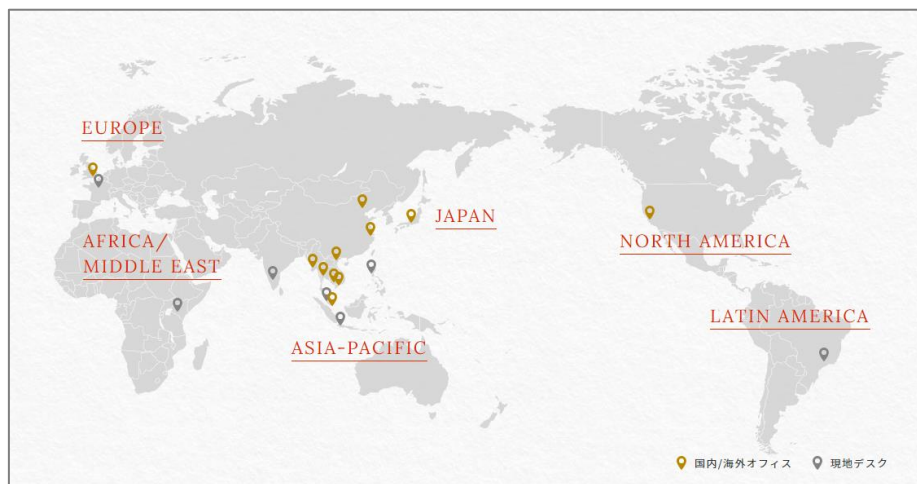 EUROPE
JAPAN
AFRICA/
MIDDLE EAST
NORTH AMERICA
LATIN AMERICA
ASIA-PACIFIC
国内/海外オフィス
現地デスク